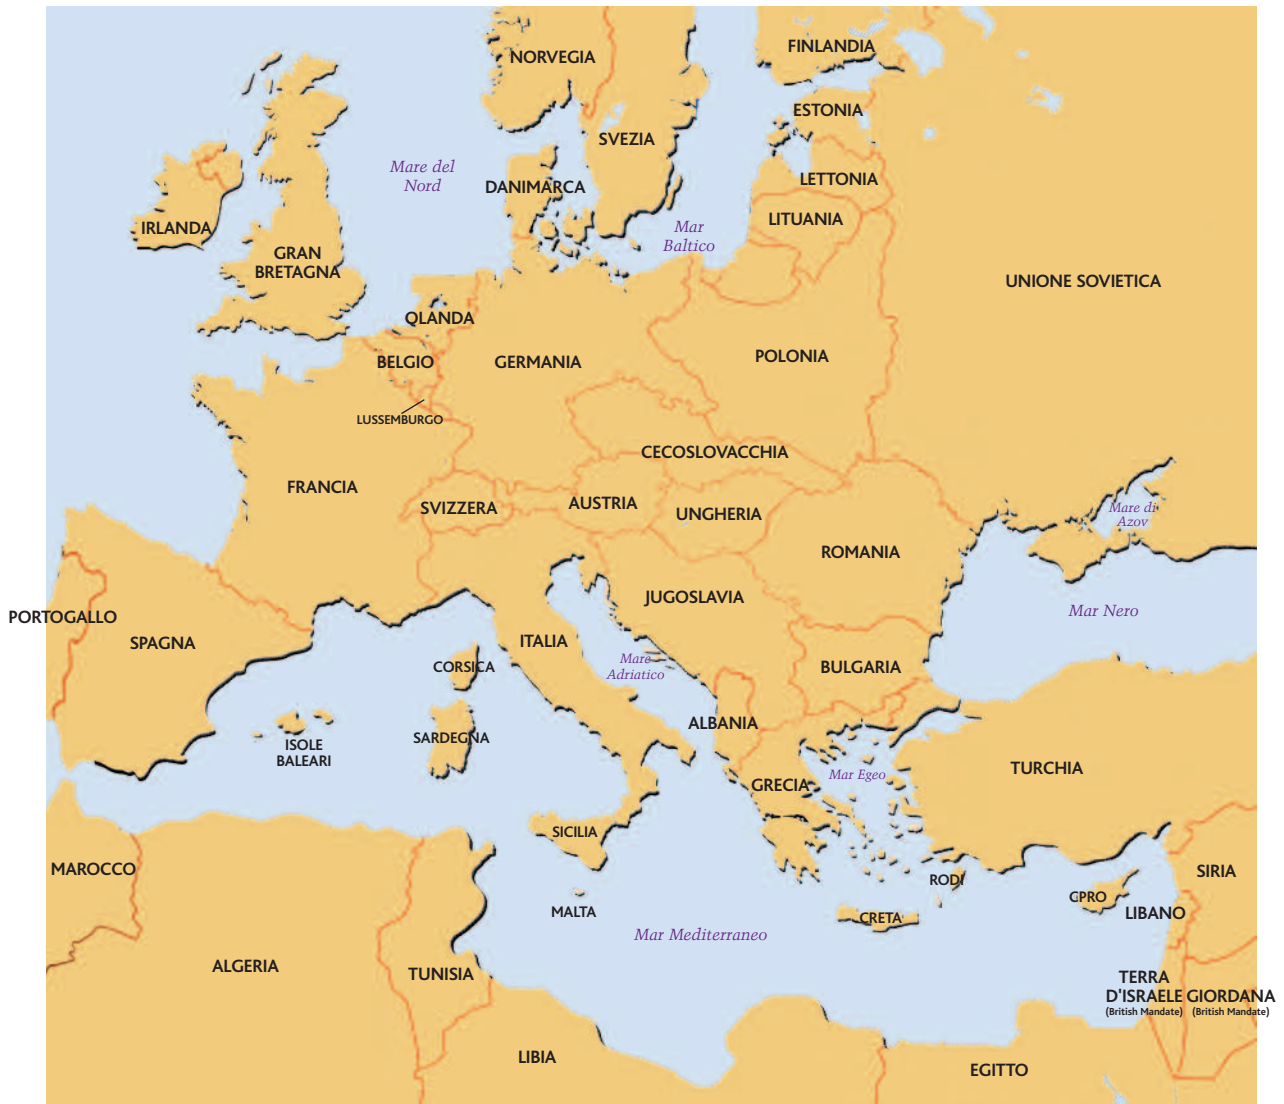 NORVEGIA
FINLANDIA
ESTONIA
SVEZIA
Mare del
Nord
DANIMARCA
LETTONIA
LITUANIA
IRLANDA
Mar
Baltico
GRAN
BRETAGNA
UNIONE SOVIETICA
OLANDA
BELGIO
GERMANIA
POLONIA
LUSSEMBURGO
CECOSLOVACCHIA
FRANCIA
SVIZZERA
AUSTRIA
UNGHERIA
Mare di
Azov
ROMANIA
JUGOSLAVIA
Mar Nero
PORTOGALLO
SPAGNA
ITALIA
CORSICA
Mare
Adriatico
BULGARIA
ALBANIA
SARDEGNA
ISOLE
BALEARI
GRECIA
Mar Egeo
TURCHIA
SICILIA
MAROCCO
RODI
SIRIA
CPRO
MALTA
CRETA
LIBANO
Mar Mediterraneo
ALGERIA
TUNISIA
TERRA
D'ISRAELE
(British Mandate)
GIORDANA
(British Mandate)
LIBIA
EGITTO